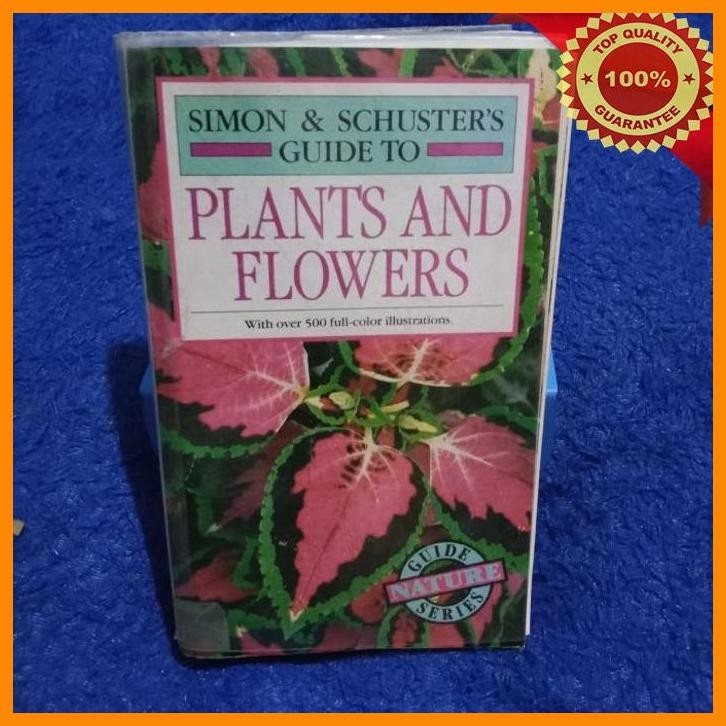 TOP QUALITY
100%
GUARANTEE
SIMON & SCHUSTER'S
GUIDE TO
PLANTS AND
FLOWERS
With over 500 full-color illustrations.
GUIDE
NATURE
SERIES